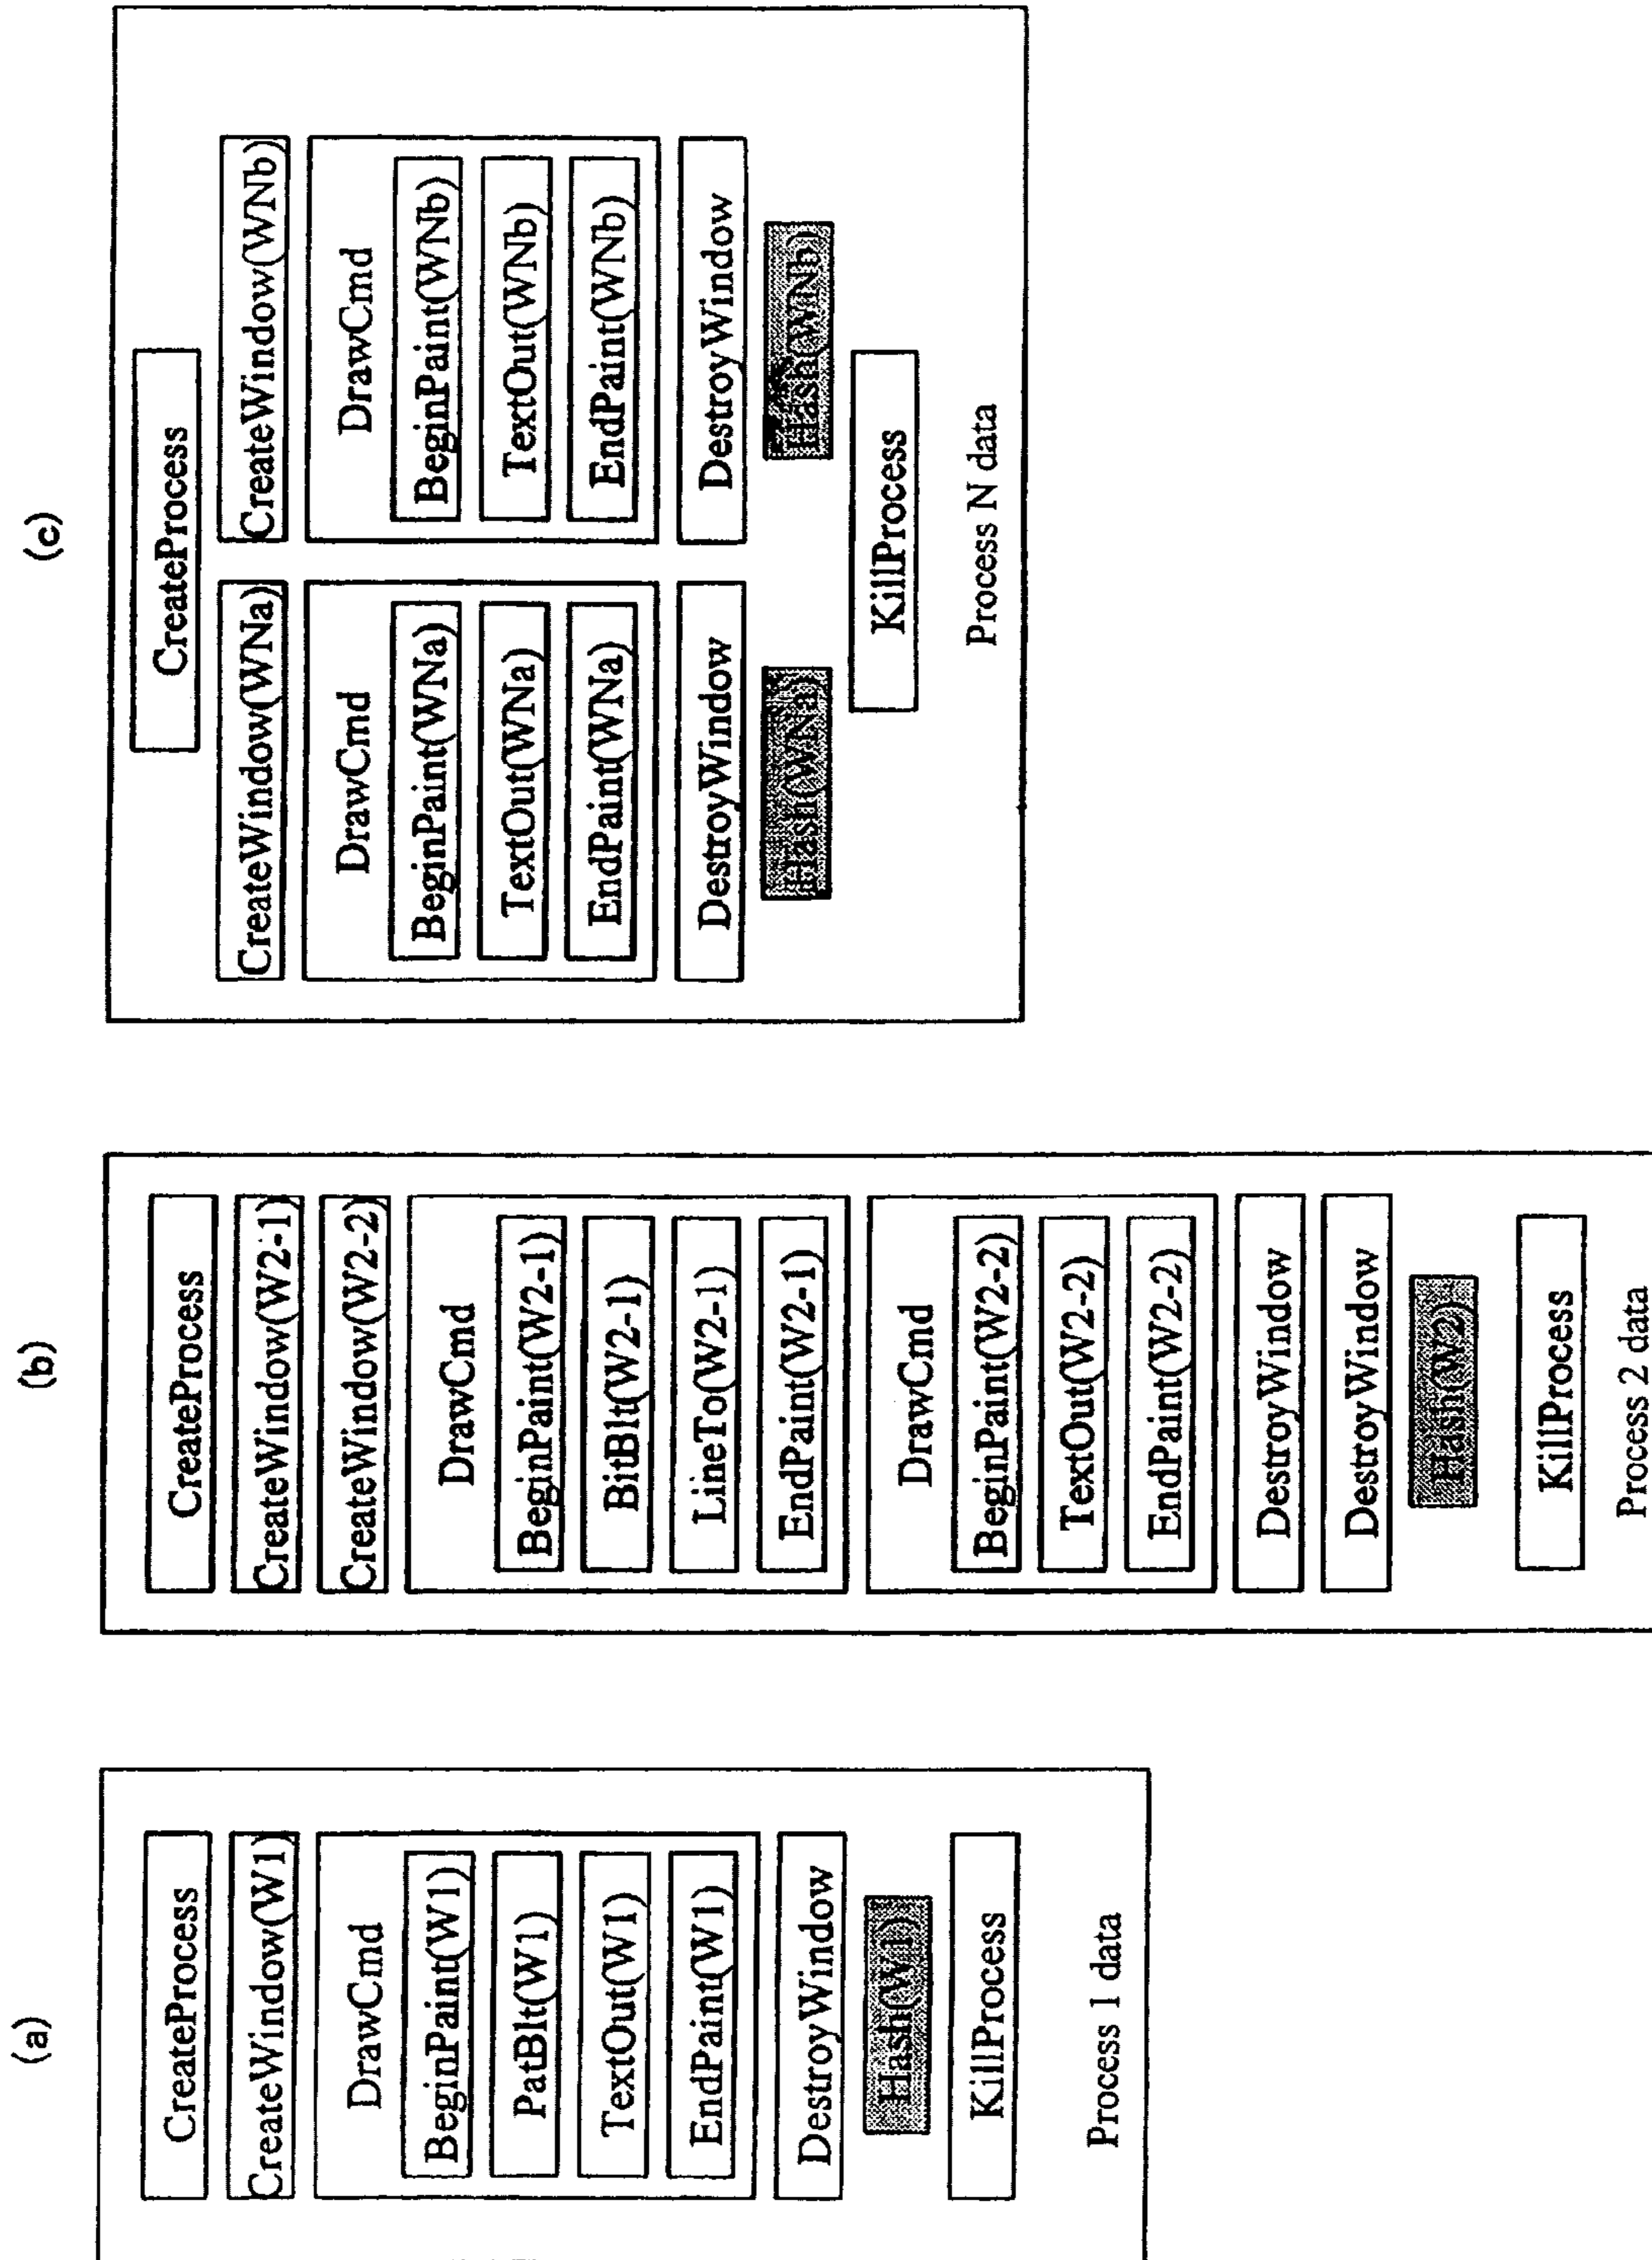 (a)
CreateProcess
CreateWindow(W1)
DrawCmd
BeginPaint(W1)
PatBlt(W1)
TextOut(W1)
EndPaint(W1)
DestroyWindow
Hash(W1)
KillProcess
Process 1 data
(b)
CreateProcess
CreateWindow(W2-1)
CreateWindow(W2-2)
DrawCmd
BeginPaint(W2-1)
BitBlt(W2-1)
LineTo(W2-1)
EndPaint(W2-1)
DrawCmd
BeginPaint(W2-2)
TextOut(W2-2)
EndPaint(W2-2)
DestroyWindow
DestroyWindow
Hash(W2)
KillProcess
Process 2 data
(c)
CreateProcess
CreateWindow(WNa)
DrawCmd
BeginPaint(WNa)
TextOut(WNa)
EndPaint(WNa)
DestroyWindow
Hash(WNa)
CreateWindow(WNb)
DrawCmd
BeginPaint(WNb)
TextOut(WNb)
EndPaint(WNb)
DestroyWindow
Hash(WNb)
KillProcess
Process N data